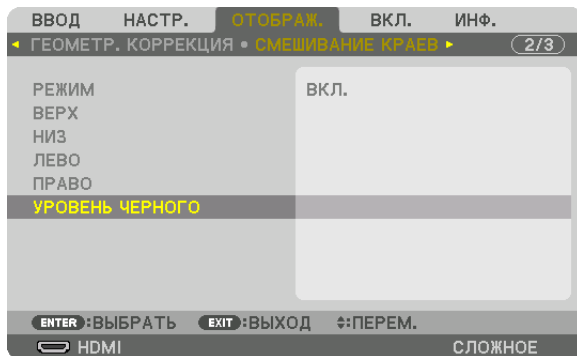 ВВОД НАСТР. ОТОБРАЖ. ВКЛ. ИНФ.
ГЕОМЕТР. КОРРЕКЦИЯ • СМЕШИВАНИЕ КРАЕВ 2/3
РЕЖИМ ВКЛ.
ВЕРХ
НИЗ
ЛЕВО
ПРАВО
УРОВЕНЬ ЧЕРНОГО
ENTER :ВЫБРАТЬ EXIT :ВЫХОД :ПЕРЕМ.
HDMI СЛОЖНОЕ